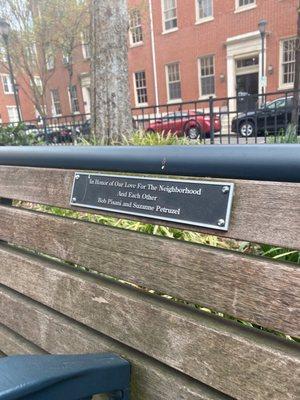 In Honor of Our Love For The Neighborhood
And Each Other
Bob Pisani and Suzanne Petruzel